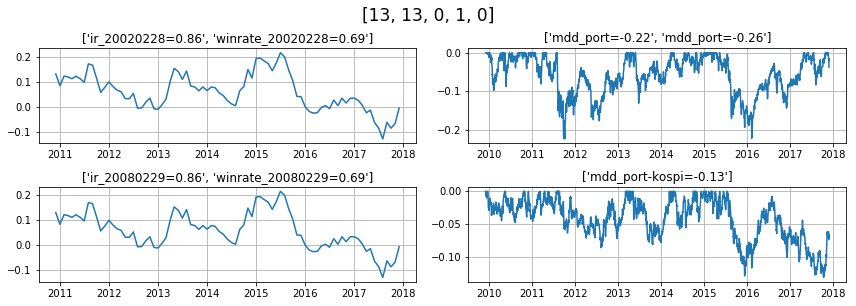 [13, 13, 0, 1, 0]
['ir_20020228=0.86', 'winrate_20020228=0.69']
0.2
0.1
0.0
−0.1
2011 2012 2013 2014 2015 2016 2017 2018
['mdd_port=-0.22', 'mdd_port=-0.26']
0.0
−0.1
−0.2
2010 2011 2012 2013 2014 2015 2016 2017 2018
['ir_20080229=0.86', 'winrate_20080229=0.69']
0.2
0.1
0.0
−0.1
2011 2012 2013 2014 2015 2016 2017 2018
['mdd_port-kospi=-0.13']
0.00
−0.05
−0.10
2010 2011 2012 2013 2014 2015 2016 2017 2018